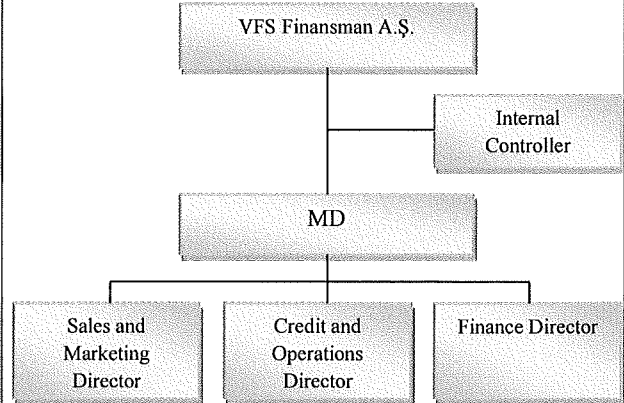 VFS Finansman A.Ş.
Internal
Controller
MD
Sales and
Marketing
Director
Credit and
Operations
Director
Finance Director